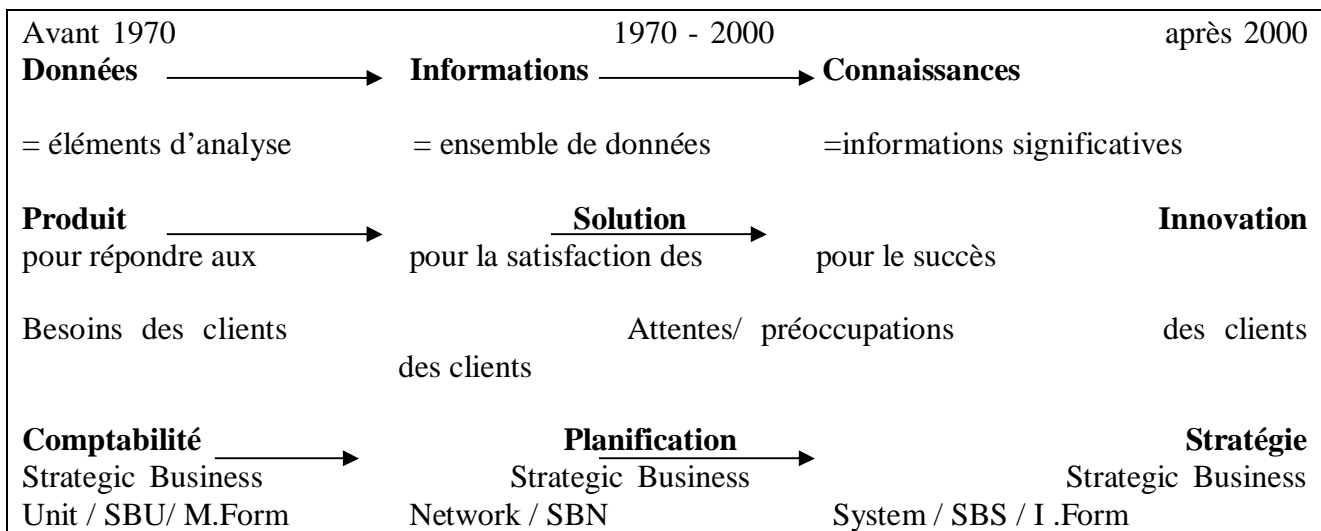 Avant 1970 1970 - 2000 après 2000
Données Informations Connaissances
= éléments d’analyse = ensemble de données =informations significatives
Produit Solution Innovation
pour répondre aux pour la satisfaction des pour le succès
Besoins des clients Attentes/ préoccupations des clients
des clients
Comptabilité Planification Stratégie
Strategic Business Strategic Business Strategic Business
Unit / SBU/ M.Form Network / SBN System / SBS / I .Form